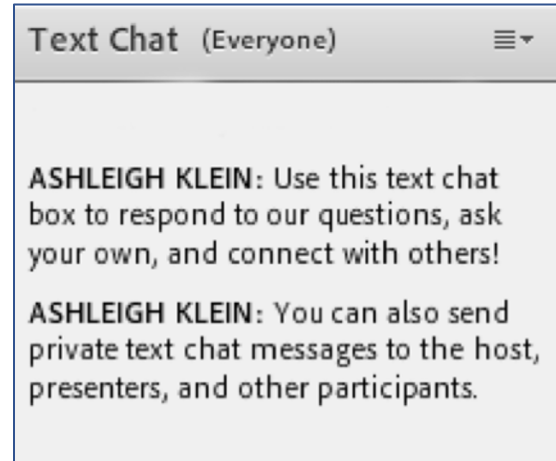 Text Chat (Everyone)
ASHLEIGH KLEIN: Use this text chat
box to respond to our questions, ask
your own, and connect with others!
ASHLEIGH KLEIN: You can also send
private text chat messages to the host,
presenters, and other participants.